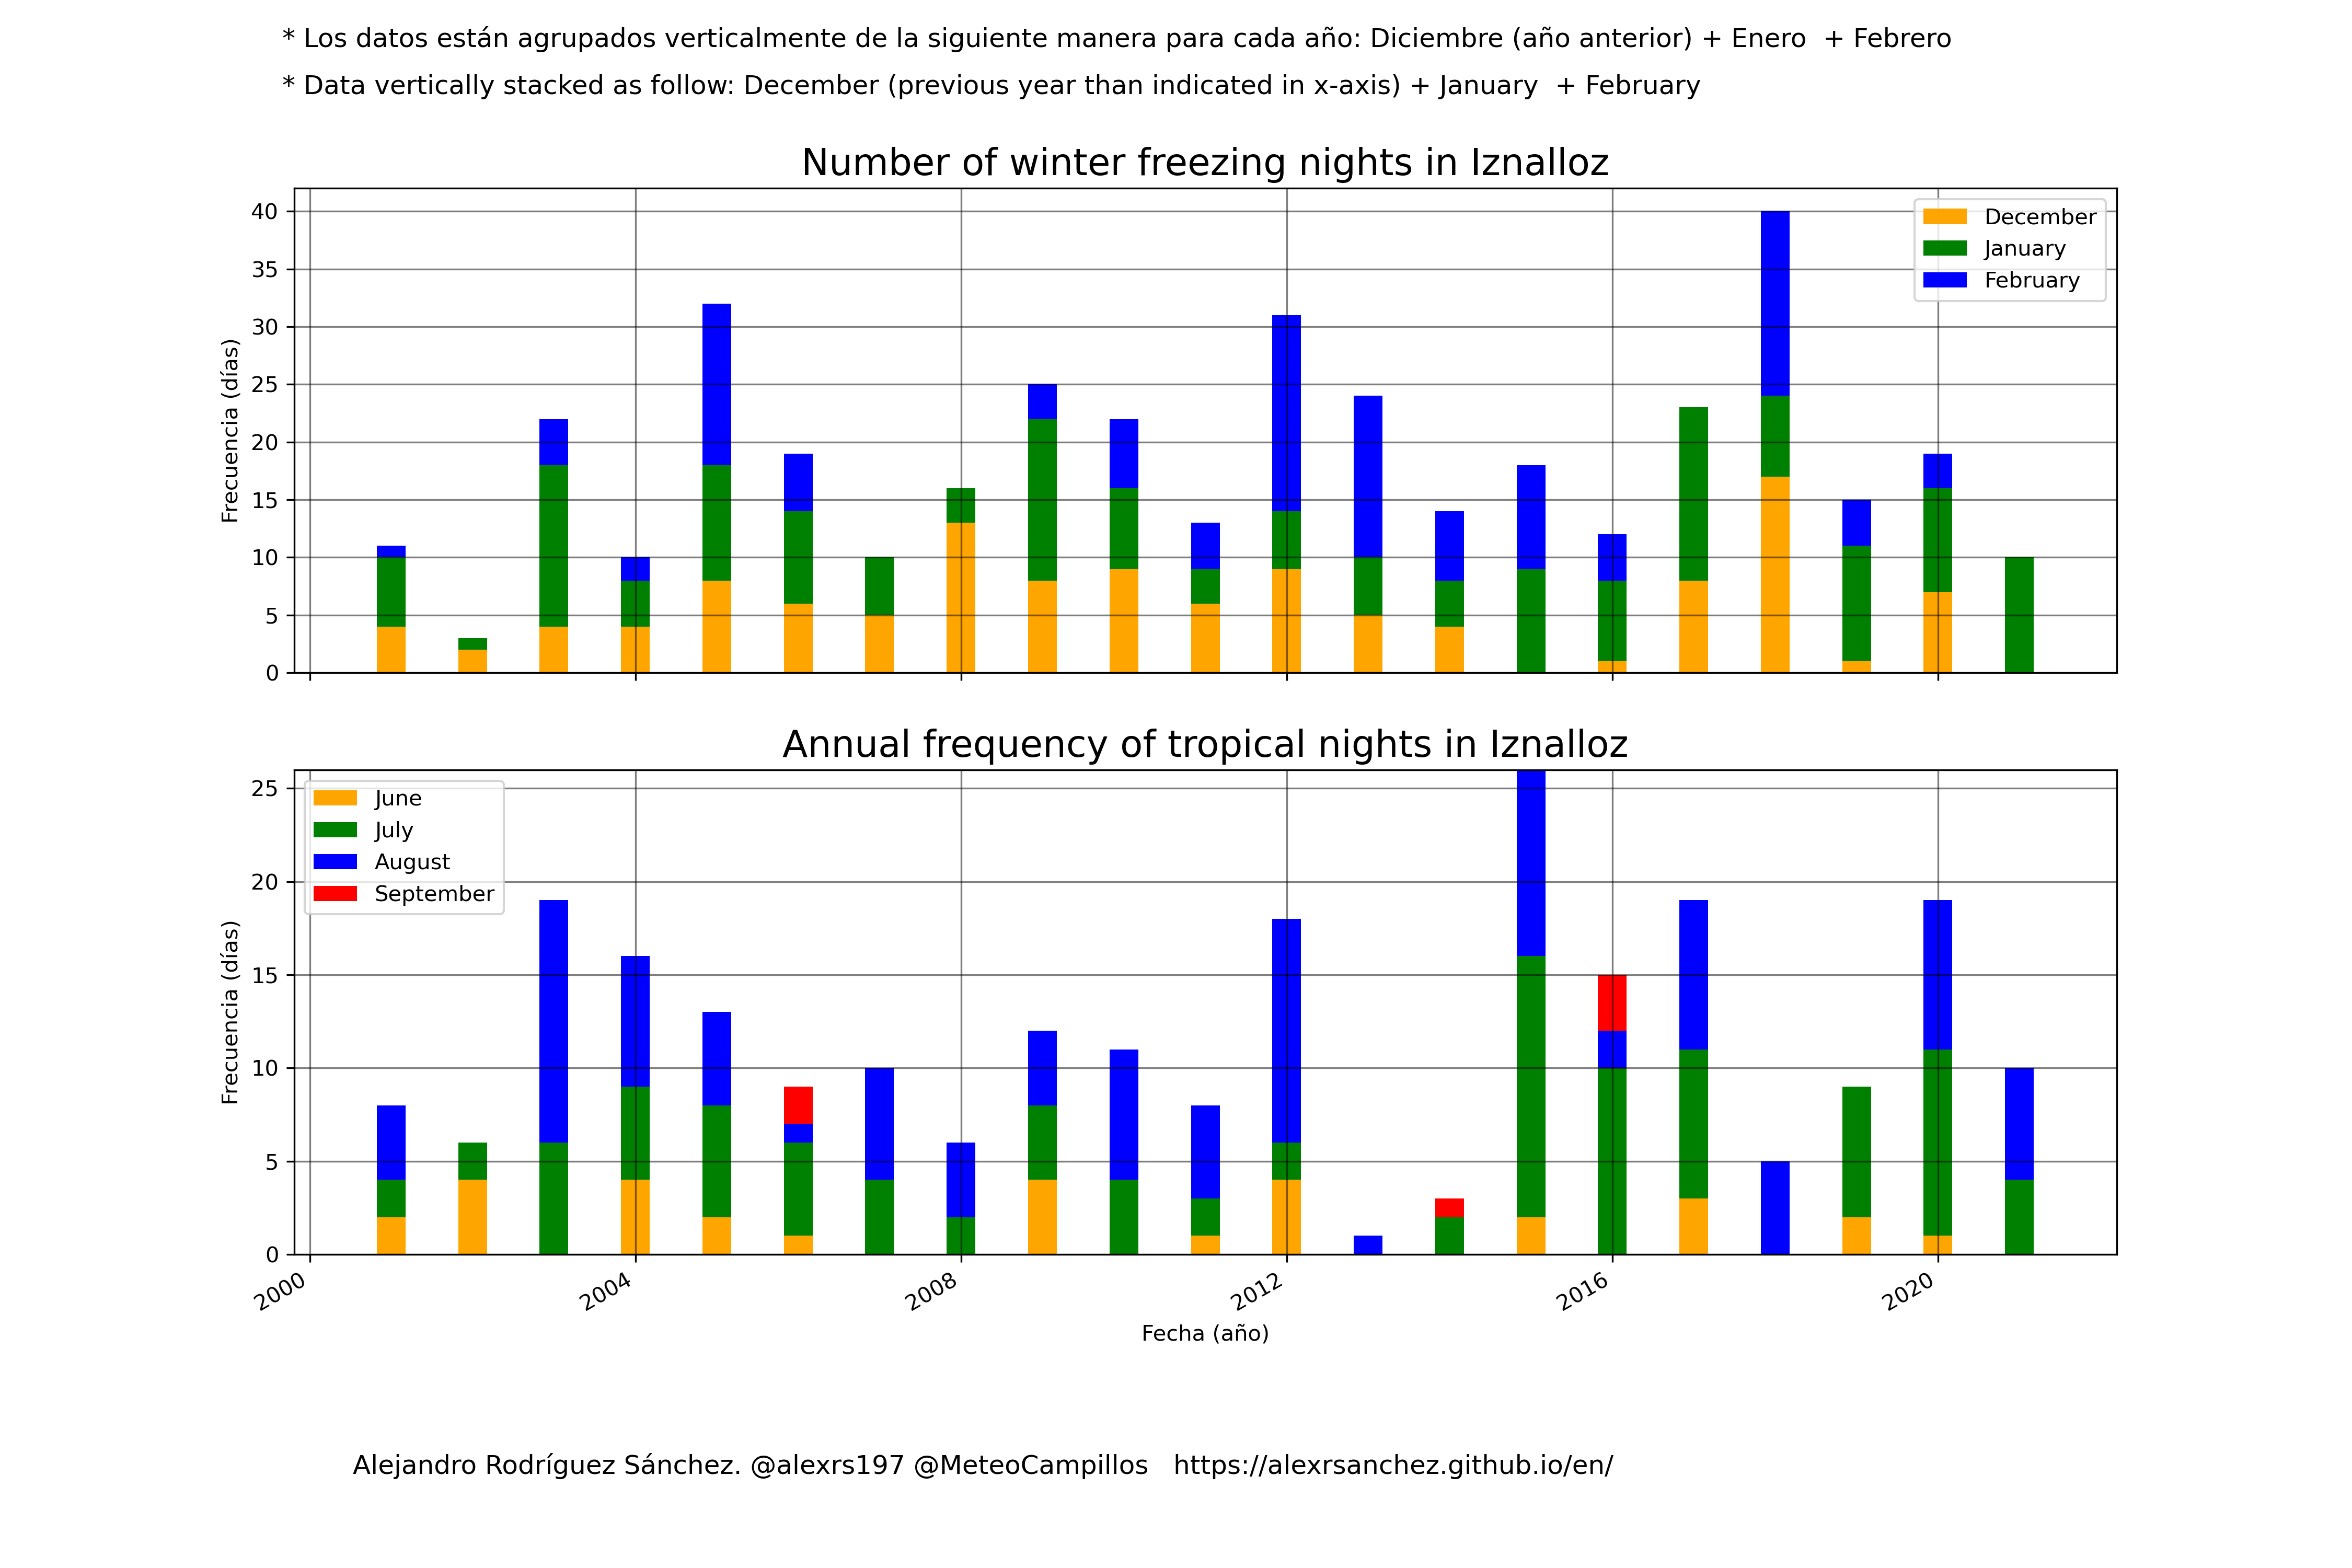 * Los datos están agrupados verticalmente de la siguiente manera para cada año: Diciembre (año anterior) + Enero  + Febrero
* Data vertically stacked as follow: December (previous year than indicated in x-axis) + January  + February
Number of winter freezing nights in Iznalloz
40
35
30
25
20
15
10
5
0
Frecuencia (días)
December
January
February
Annual frequency of tropical nights in Iznalloz
25
20
15
10
5
0
Frecuencia (días)
June
July
August
September
2000
2004
2008
2012
2016
2020
Fecha (año)
Alejandro Rodríguez Sánchez. @alexrs197 @MeteoCampillos   https://alexrsanchez.github.io/en/